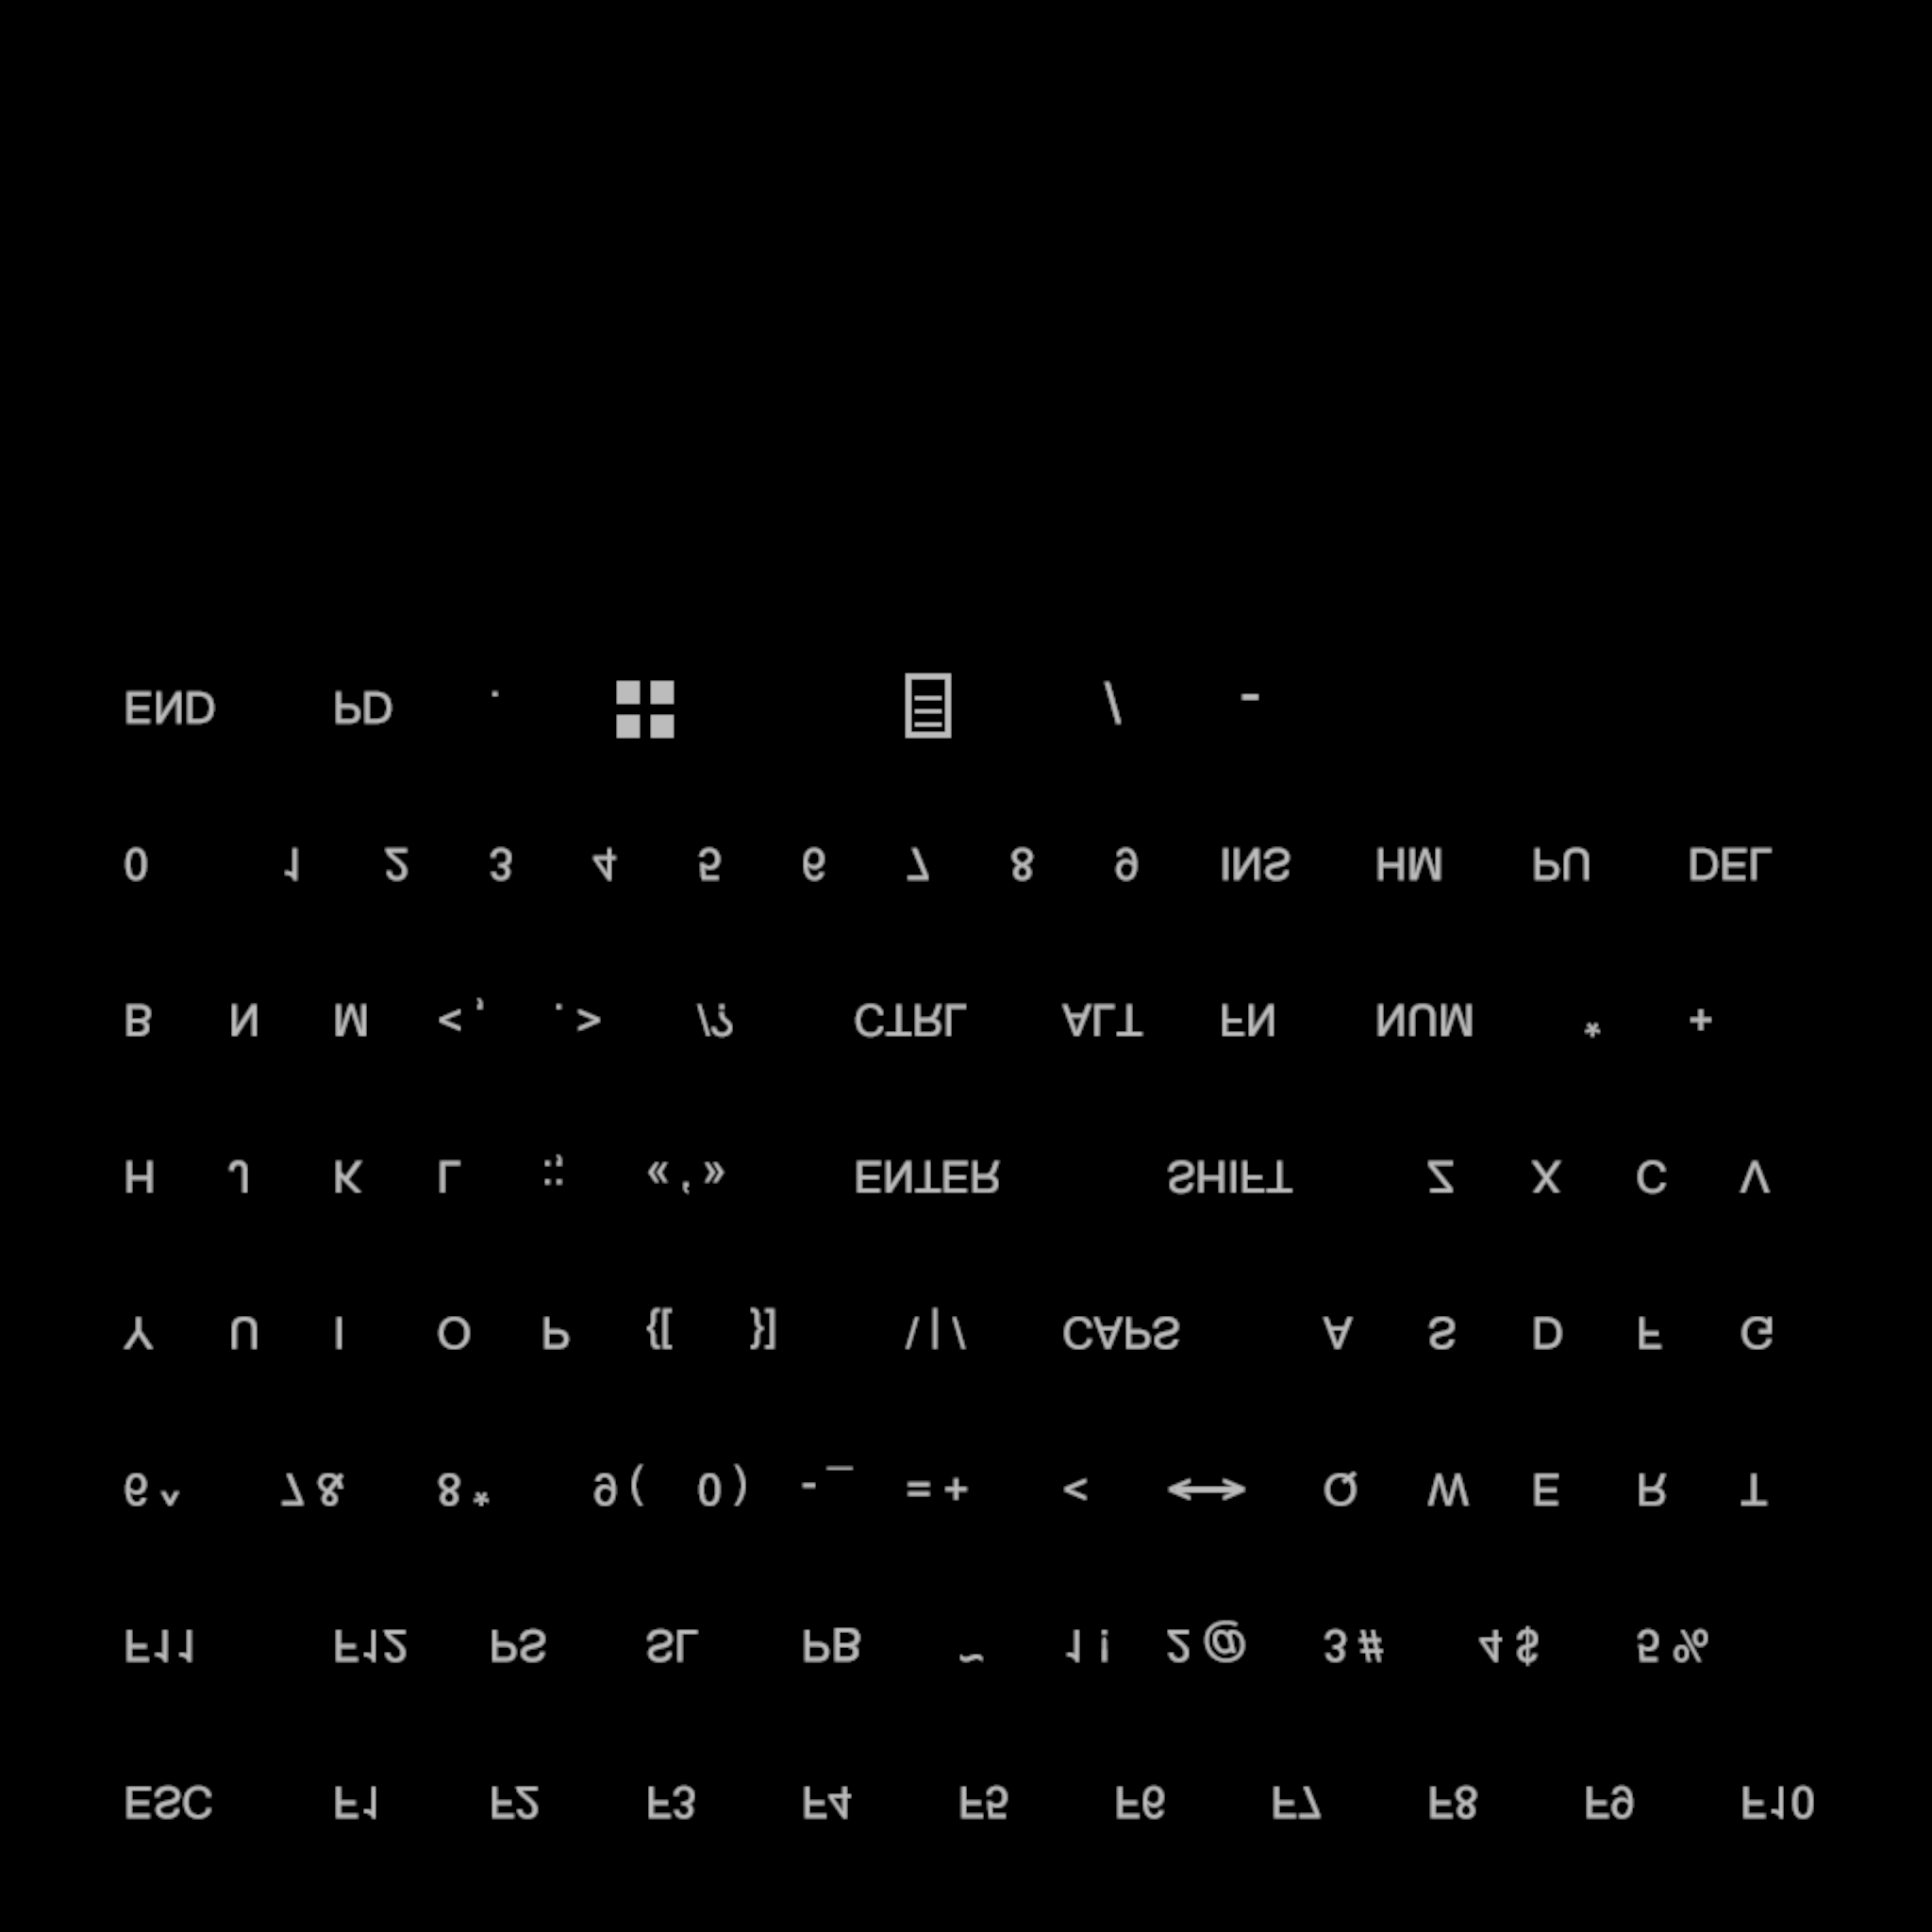 ESC F1 F2 F3 F4 F5 F6 F7 F8 F9 F10
F11 F12 PS SL PB ~ 1 ! 2 @ 3 # 4 $ 5 %
6 ^ 7 & 8 * 9 ( 0 ) - _ = + < ⟷ Q W E R T
Y U I O P {[ }] \|/ CAPS A S D F G
H J K L :; « ‘ » ENTER SHIFT Z X C V
B N M < , . > /? CTRL ALT FN NUM * +
0 1 2 3 4 5 6 7 8 9 INS HM PU DEL
END PD . / -